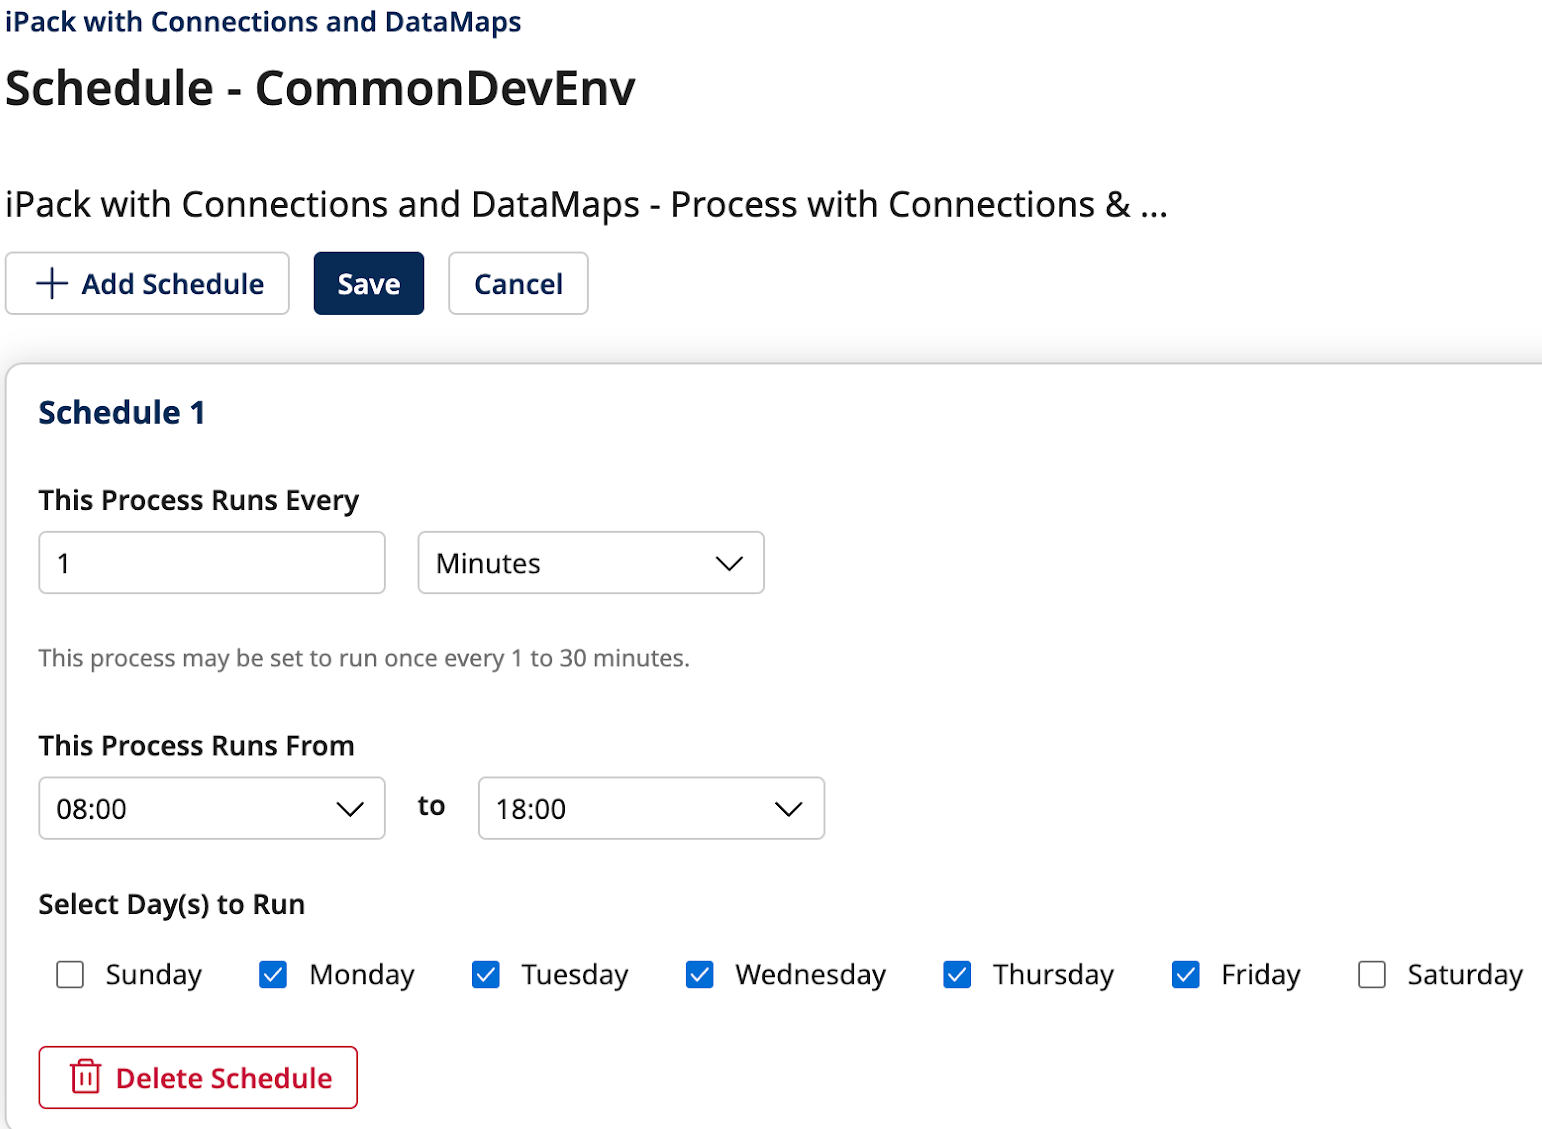 iPack with Connections and DataMaps
Schedule - CommonDevEnv
iPack with Connections and DataMaps - Process with Connections & ...
Add Schedule Save Cancel
Schedule 1
This Process Runs Every
1 Minutes
This process may be set to run once every 1 to 30 minutes.
This Process Runs From
08:00 to 18:00
Select Day(s) to Run
Sunday Monday Tuesday Wednesday Thursday Friday Saturday
Delete Schedule